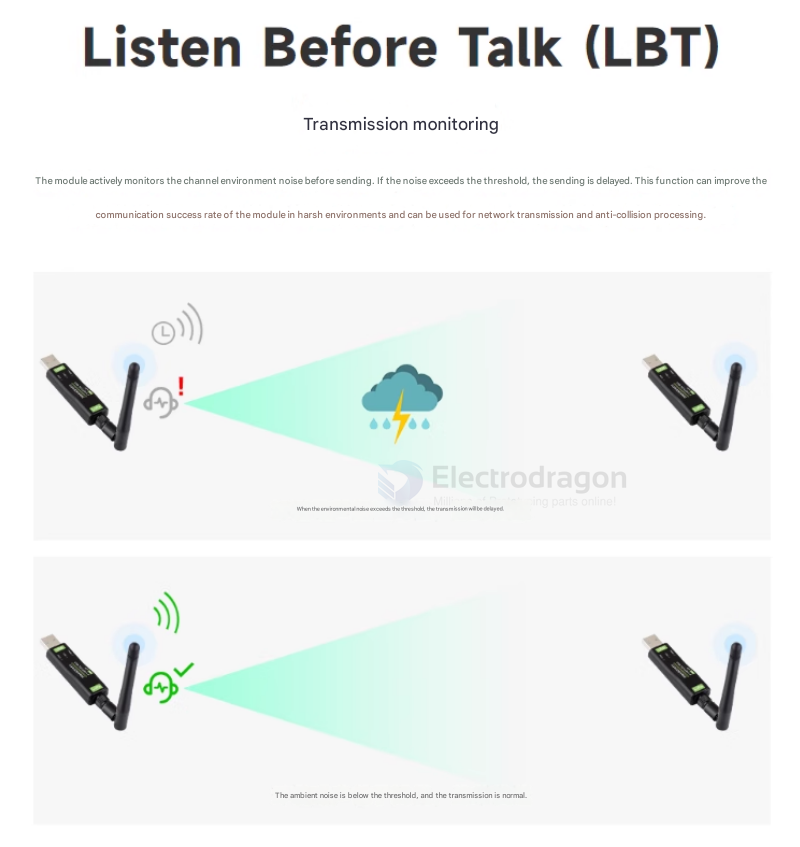 Listen Before Talk (LBT)
Transmission monitoring
The module actively monitors the channel environment noise before sending. If the noise exceeds the threshold, the sending is delayed. This function can improve the
communication success rate of the module in harsh environments and can be used for network transmission and anti-collision processing.
!
Electrodragon
ing parts online!
When the environmental noise exceeds the threshold, the transmission will be delayed.
The ambient noise is below the threshold, and the transmission is normal.